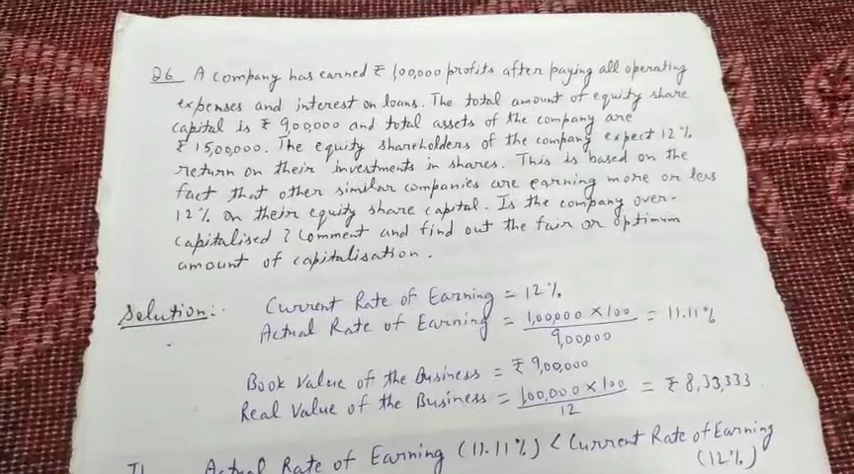 Q6 A company has earned ₹ 1,00,000 profits after paying all operating
expenses and interest on loans. The total amount of equity share
capital is ₹ 9,00,000 and total assets of the company are
₹ 15,00,000. The equity shareholders of the company expect 12%
return on their investments in shares. This is based on the
fact that other similar companies are earning more or less
12% on their equity share capital. Is the company over-
capitalised? Comment and find out the fair or optimum
amount of capitalisation.
Solution:- Current Rate of Earning = 12%
Actual Rate of Earning = 1,00,000 × 100 / 9,00,000 = 11.11%
Book value of the Business = ₹ 9,00,000
Real Value of the Business = 1,00,000 × 100 / 12 = ₹ 8,33,333
Actual Rate of Earning (11.11%) < Current Rate of Earning
(12%)